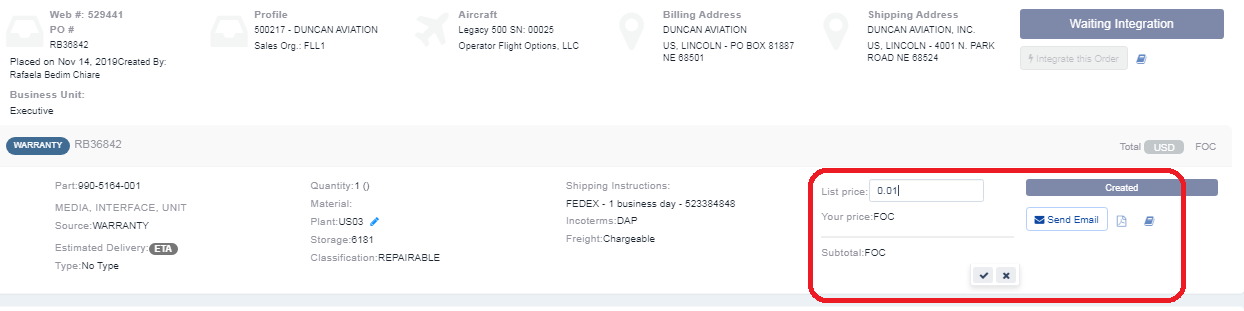 Web #: 529441
PO #
RB36842
Placed on Nov 14, 2019Created By:
Rafaela Bedim Chiare
Business Unit:
Executive
Profile
500217 - DUNCAN AVIATION
Sales Org.: FLL1
Aircraft
Legacy 500 SN: 00025
Operator Flight Options, LLC
Billing Address
DUNCAN AVIATION
US, LINCOLN - PO BOX 81887
NE 68501
Shipping Address
DUNCAN AVIATION, INC.
US, LINCOLN - 4001 N. PARK
ROAD NE 68524
Waiting Integration
Integrate this Order
WARRANTY RB36842
Total USD FOC
Part:990-5164-001
MEDIA, INTERFACE, UNIT
Source:WARRANTY
Estimated Delivery: ETA
Type:No Type
Quantity:1 ()
Material:
Plant:US03
Storage:6181
Classification:REPAIRABLE
Shipping Instructions:
FEDEX - 1 business day - 523384848
Incoterms:DAP
Freight:Chargeable
List price: 0.01
Your price:FOC
Subtotal:FOC
Created
Send Email